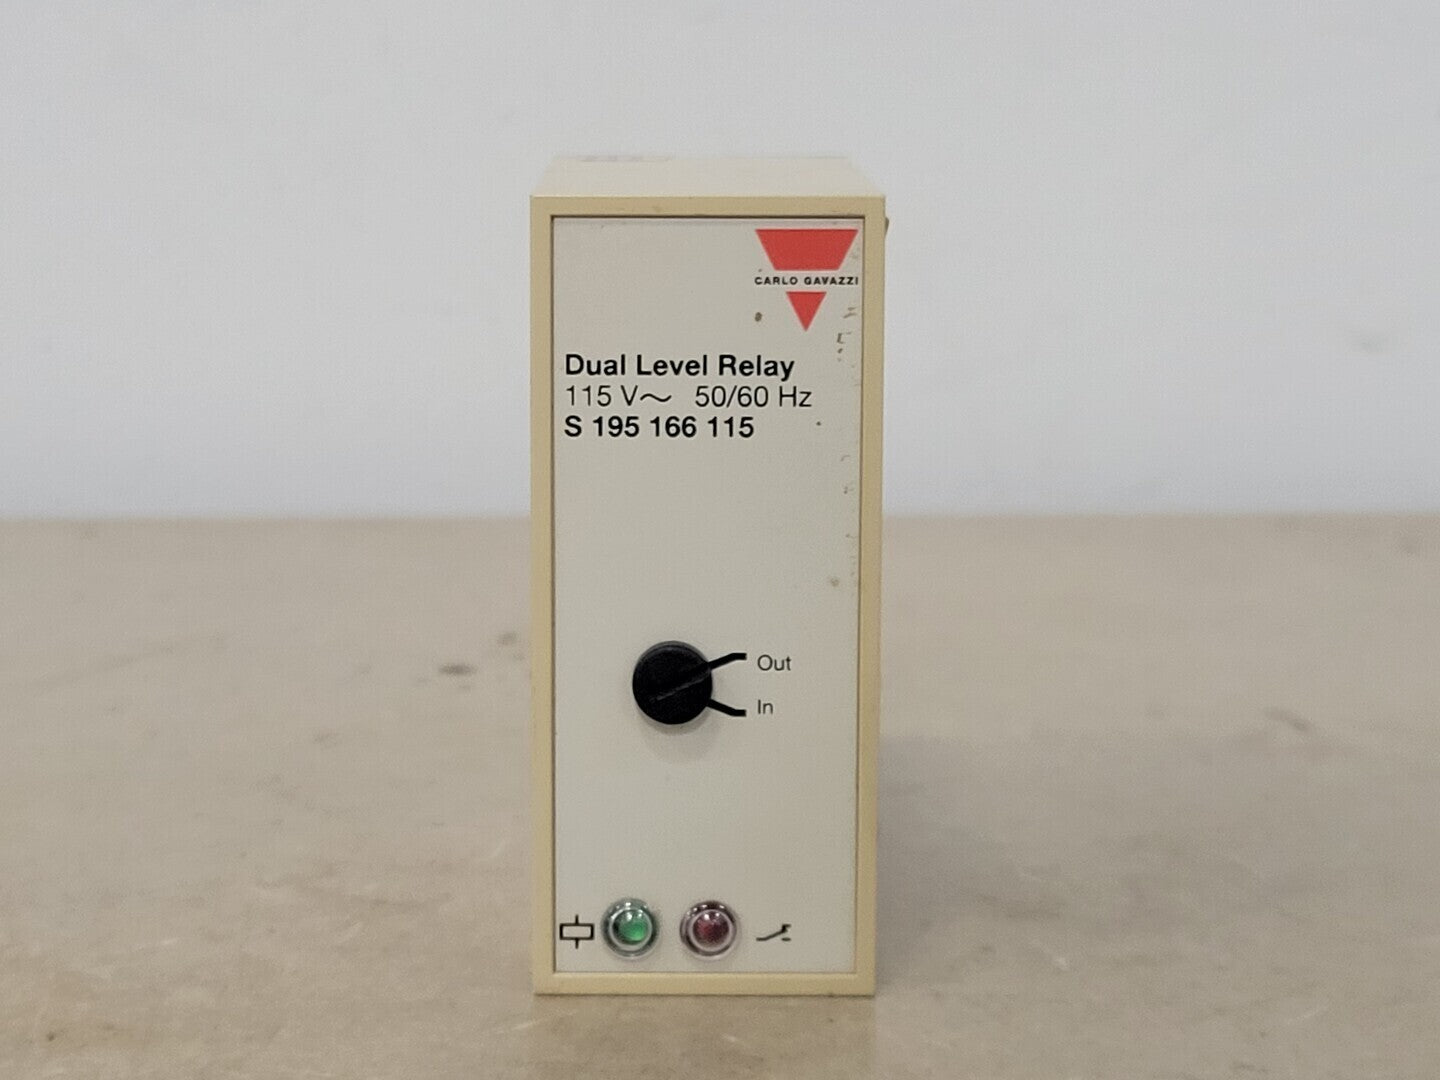 CARLO GAVAZZI
Dual Level Relay
115 V～ 50/60 Hz
S 195 166 115
Out
In